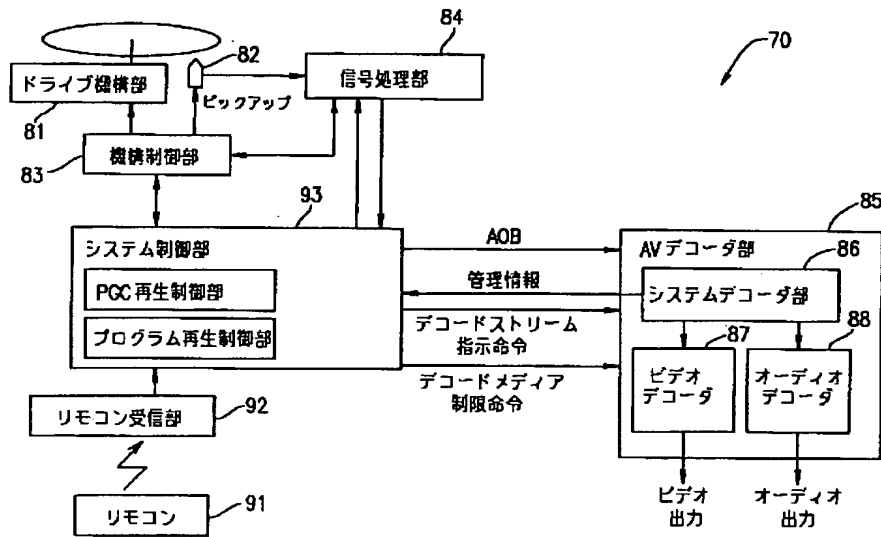 84
70
82
信号処理部
ドライブ機構部
ピックアップ
81
機構制御部
83
93
85
システム制御部
AOB
AVデコーダ部
86
管理情報
PGC再生制御部
システムデコーダ部
プログラム再生制御部
デコードストリーム
指示命令
87
88
デコードメディア
制限命令
ビデオ
デコーダ
オーディオ
デコーダ
リモコン受信部
92
リモコン
91
ビデオ
出力
オーディオ
出力